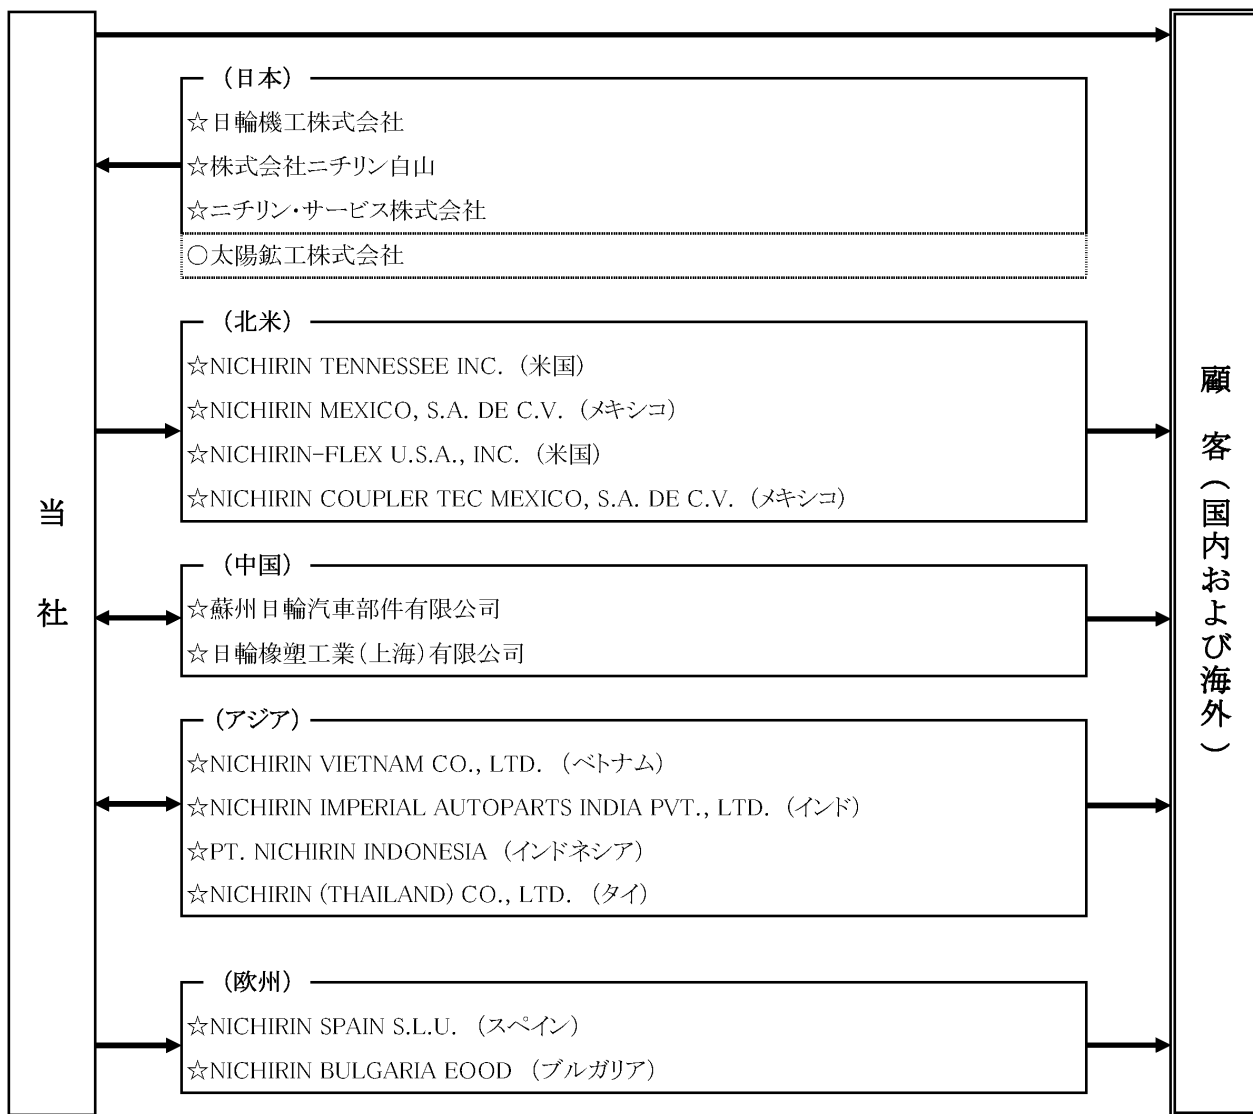 当社
（日本）
☆日輪機工株式会社
☆株式会社ニチリン白山
☆ニチリン・サービス株式会社
○太陽鉱工株式会社
（北米）
☆NICHIRIN TENNESSEE INC. （米国）
☆NICHIRIN MEXICO, S.A. DE C.V. （メキシコ）
☆NICHIRIN-FLEX U.S.A., INC. （米国）
☆NICHIRIN COUPLER TEC MEXICO, S.A. DE C.V. （メキシコ）
（中国）
☆蘇州日輪汽車部件有限公司
☆日輪橡塑工業（上海）有限公司
（アジア）
☆NICHIRIN VIETNAM CO., LTD. （ベトナム）
☆NICHIRIN IMPERIAL AUTOPARTS INDIA PVT., LTD. （インド）
☆PT. NICHIRIN INDONESIA （インドネシア）
☆NICHIRIN (THAILAND) CO., LTD. （タイ）
（欧州）
☆NICHIRIN SPAIN S.L.U. （スペイン）
☆NICHIRIN BULGARIA EOOD （ブルガリア）
顧客（国内および海外）